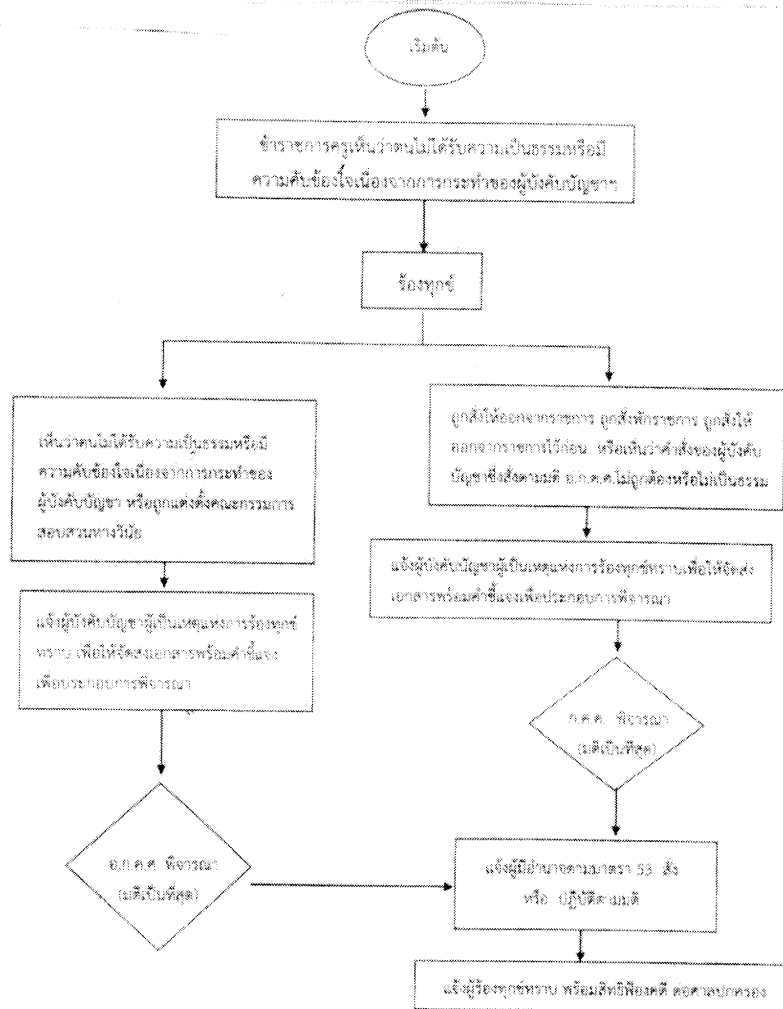 เริ่มต้น
ข้าราชการครูเห็นว่าตนไม่ได้รับความเป็นธรรมหรือมี
ความคับข้องใจเนื่องจากการกระทำของผู้บังคับบัญชาฯ
ร้องทุกข์
เห็นว่าตนไม่ได้รับความเป็นธรรมหรือมี
ความคับข้องใจเนื่องจากการกระทำของ
ผู้บังคับบัญชา หรือถูกแต่งตั้งคณะกรรมการ
สอบสวนทางวินัย
แจ้งผู้บังคับบัญชาผู้เป็นเหตุแห่งการร้องทุกข์
ทราบ เพื่อให้จัดส่งเอกสารพร้อมคำชี้แจง
เพื่อประกอบการพิจารณา
อ.ก.ค.ศ. พิจารณา
(มติเป็นที่สุด)
ถูกสั่งให้ออกจากราชการ ถูกสั่งพักราชการ ถูกสั่งให้
ออกจากราชการไว้ก่อน หรือเห็นว่าคำสั่งของผู้บังคับ
บัญชาซึ่งสั่งตามมติ อ.ก.ค.ศ.ไม่ถูกต้องหรือไม่เป็นธรรม
แจ้งผู้บังคับบัญชาผู้เป็นเหตุแห่งการร้องทุกข์ทราบเพื่อให้จัดส่ง
เอกสารพร้อมคำชี้แจงเพื่อประกอบการพิจารณา
ก.ค.ศ. พิจารณา
(มติเป็นที่สุด)
แจ้งผู้มีอำนาจตามมาตรา 53 สั่ง
หรือ ปฏิบัติตามมติ
แจ้งผู้ร้องทุกข์ทราบ พร้อมสิทธิฟ้องคดี ต่อศาลปกครอง